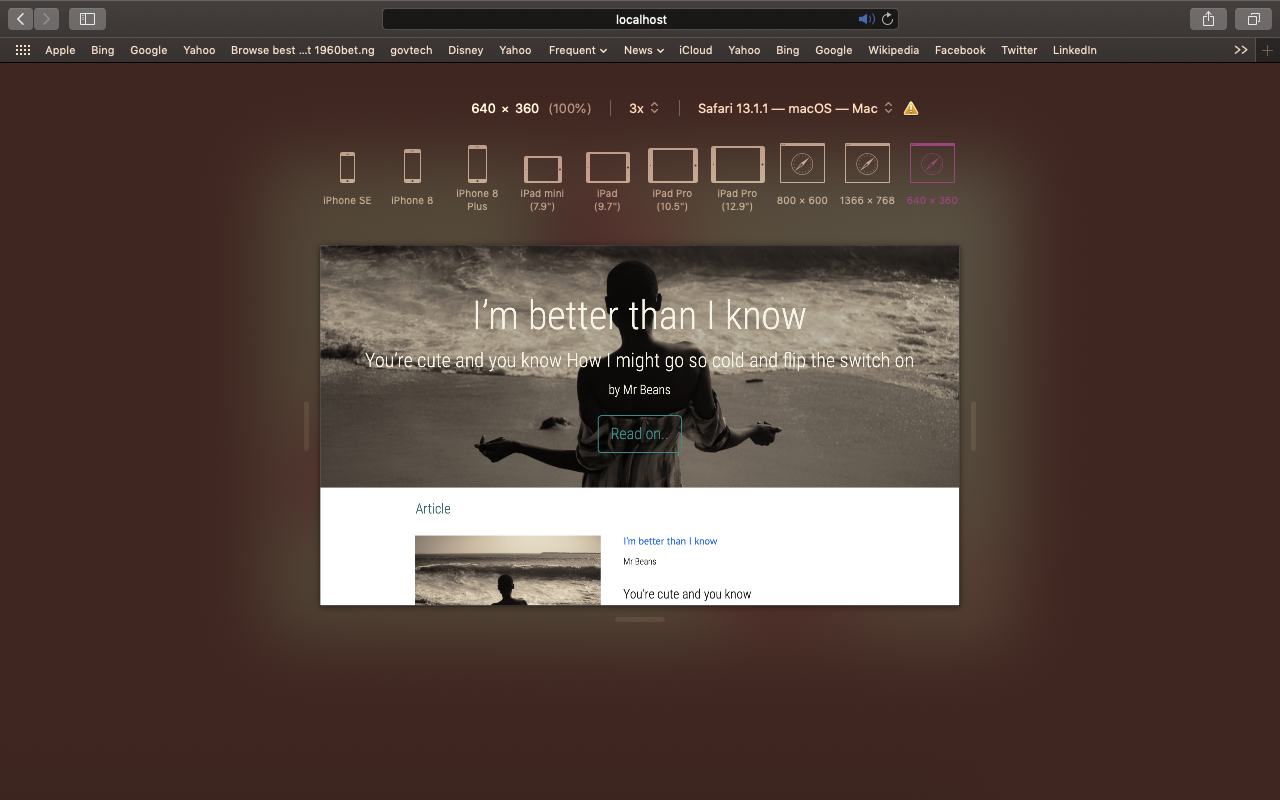 localhost
Apple Bing Google Yahoo Browse best ...t 1960bet.ng govtech Disney Yahoo Frequent News iCloud Yahoo Bing Google Wikipedia Facebook Twitter LinkedIn
640 × 360 (100%) 3x Safari 13.1.1 — macOS — Mac
iPhone SE
iPhone 8
iPhone 8
Plus
iPad mini
(7.9")
iPad
(9.7")
iPad Pro
(10.5")
iPad Pro
(12.9")
800 × 600
1366 × 768
640 × 360
I'm better than I know
You're cute and you know How I might go so cold and flip the switch on
by Mr Beans
Read on..
Article
I'm better than I know
Mr Beans
You're cute and you know